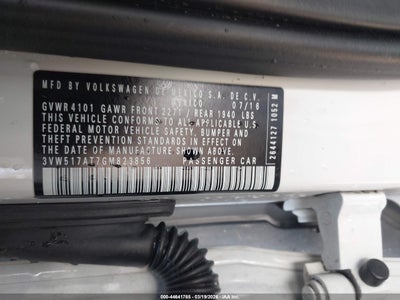 MFD BY VOLKSWAGEN DE MEXICO S.A. DE C.V.
MEXICO 07/16
GVWR 4101 GAWR FRONT 2271 REAR 1940 LBS
THIS VEHICLE CONFORMS TO ALL APPLICABLE U.S.
FEDERAL MOTOR VEHICLE SAFETY, BUMPER AND
THEFT PREVENTION STANDARDS IN EFFECT ON THE
DATE OF MANUFACTURE SHOWN ABOVE.
3VW517AT7GM823856 PASSENGER CAR
2U44127 1052 M
000-44641765 - 03/19/2026 - IAA INC.